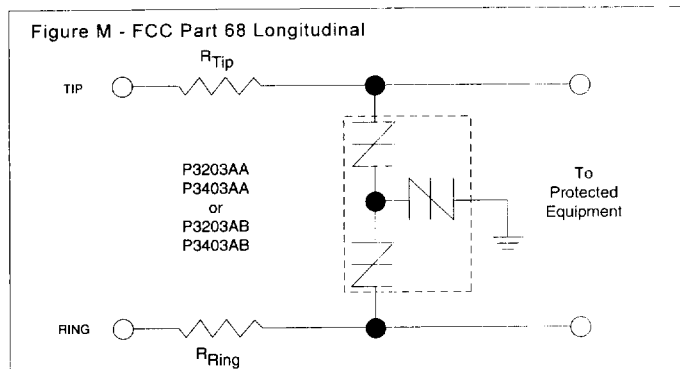 Figure M - FCC Part 68 Longitudinal
RTip
TIP
P3203AA
P3403AA
or
P3203AB
P3403AB
To
Protected
Equipment
RING
RRing